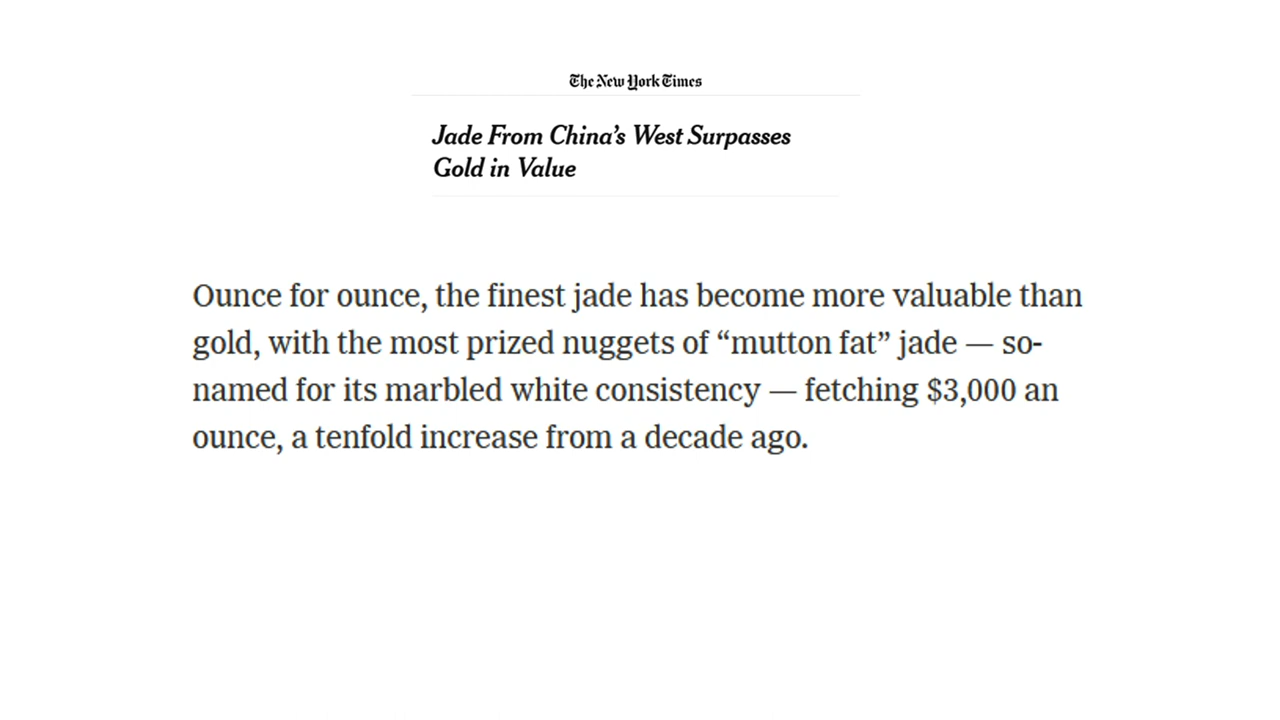 The New York Times
Jade From China’s West Surpasses
Gold in Value
Ounce for ounce, the finest jade has become more valuable than
gold, with the most prized nuggets of “mutton fat” jade — so-
named for its marbled white consistency — fetching $3,000 an
ounce, a tenfold increase from a decade ago.